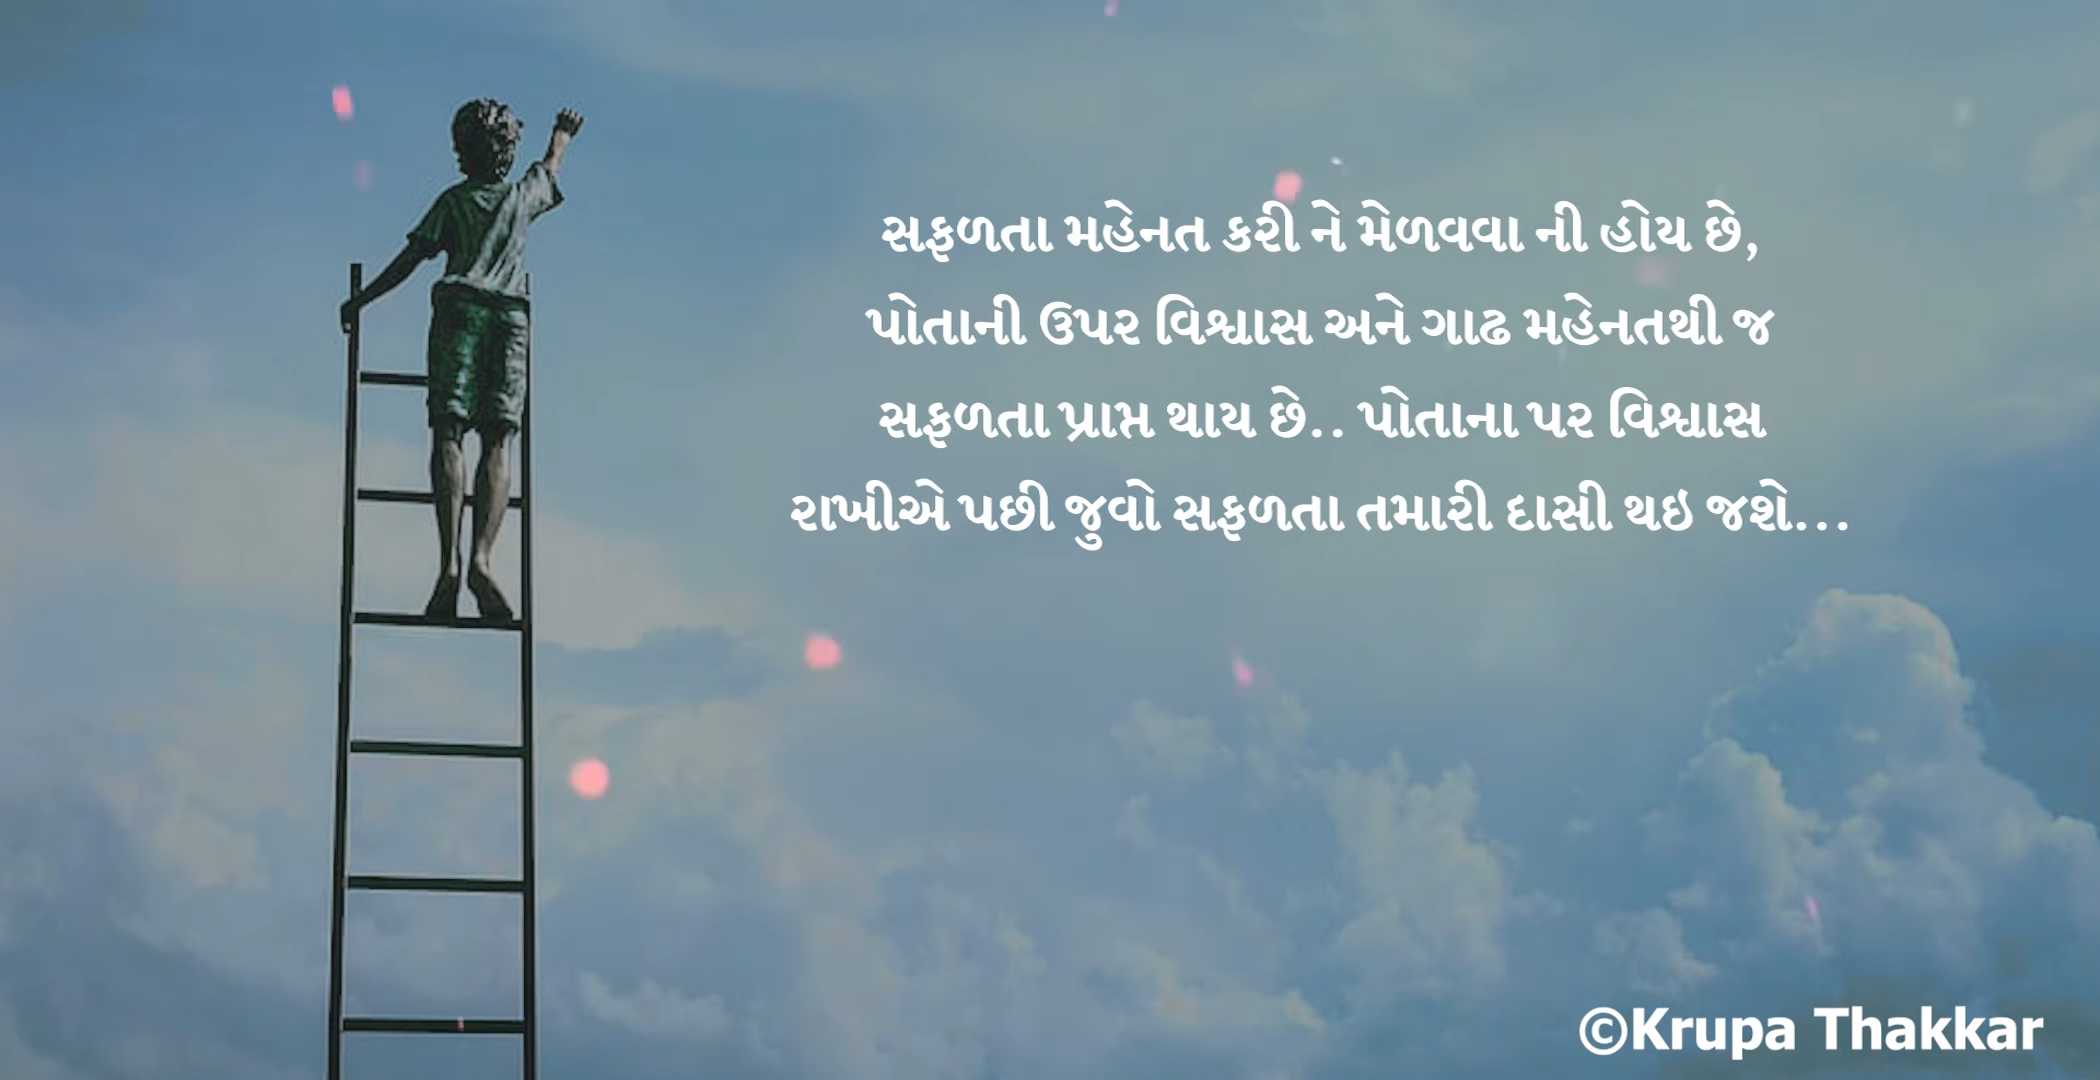 સફળતા મહેનત કરી ને મેળવવા ની હોય છે,
પોતાની ઉપર વિશ્વાસ અને ગાઢ મહેનતથી જ
સફળતા પ્રાપ્ત થાય છે.. પોતાના પર વિશ્વાસ
રાખીએ પછી જુવો સફળતા તમારી દાસી થઇ જશે...
©Krupa Thakkar